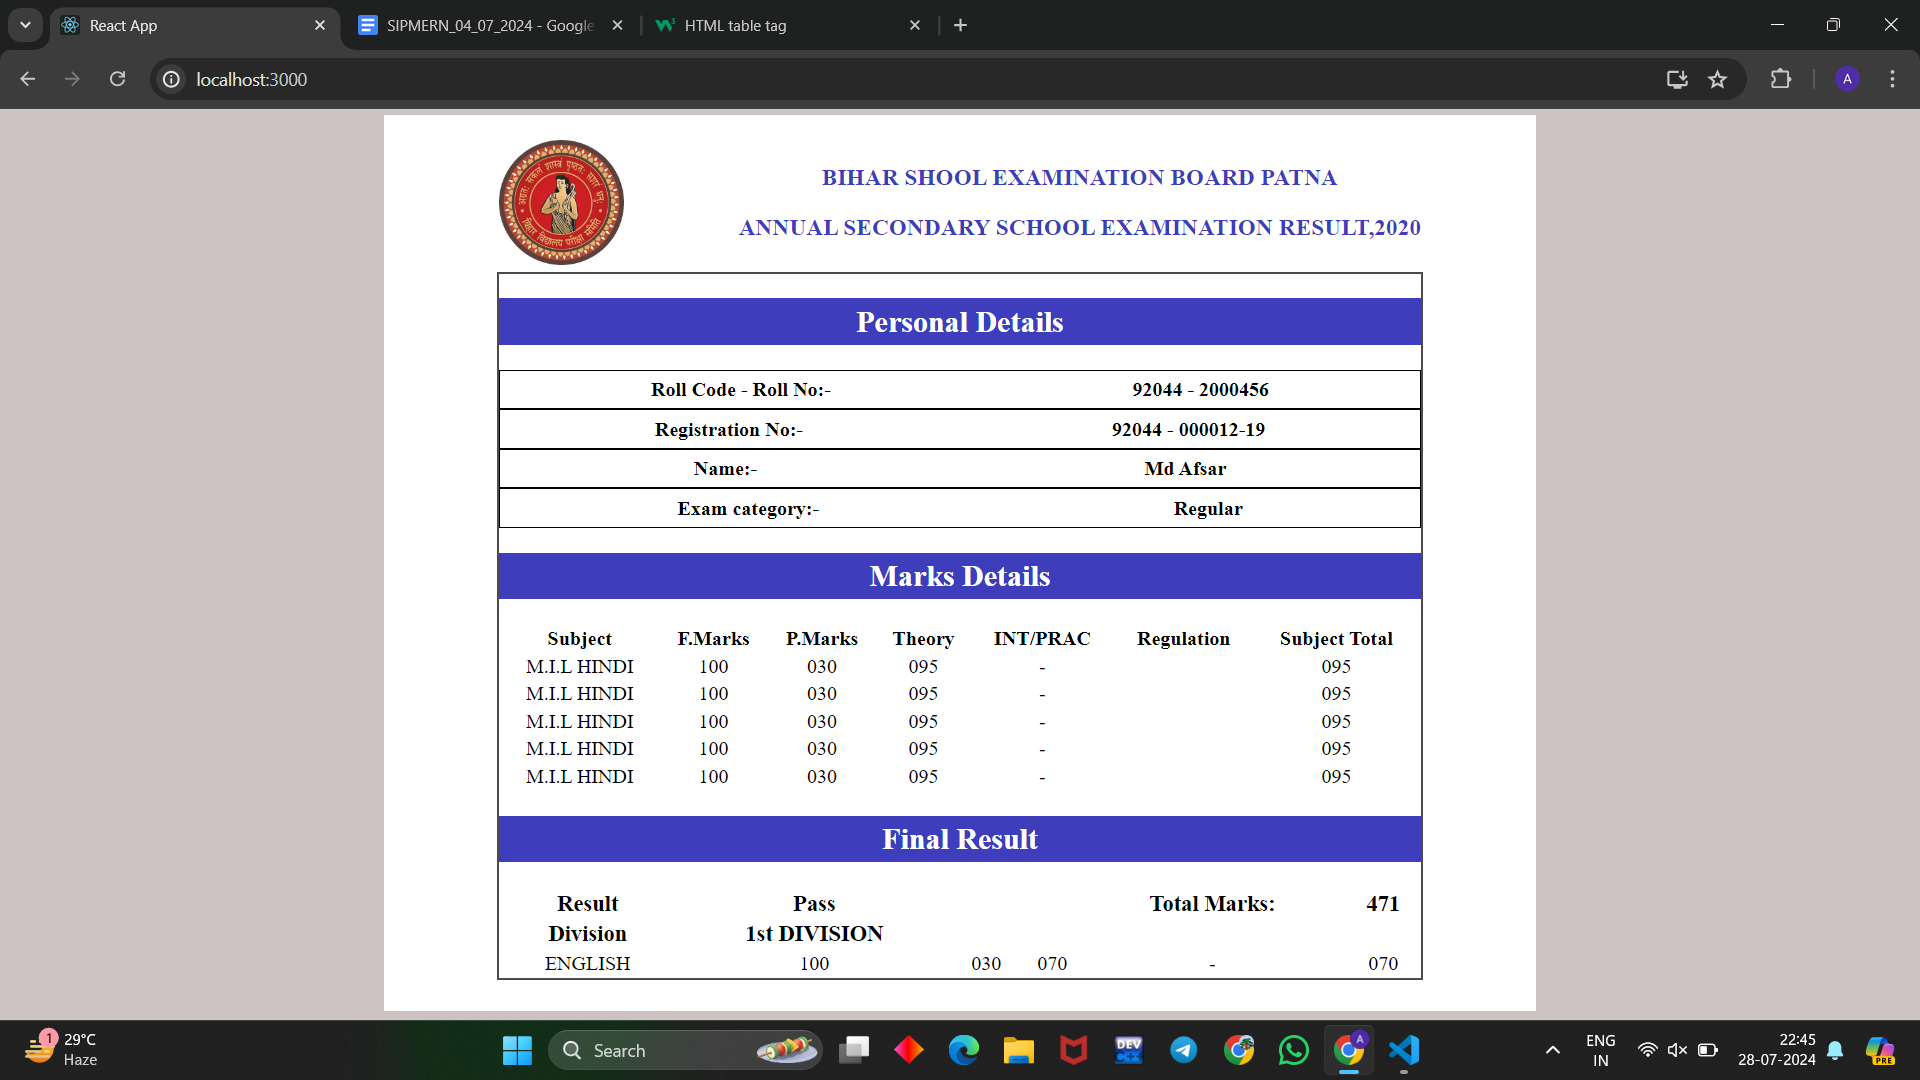 React App
SIPMERN_04_07_2024 - Google
HTML table tag
localhost:3000
A
BIHAR SHOOL EXAMINATION BOARD PATNA
ANNUAL SECONDARY SCHOOL EXAMINATION RESULT,2020
Personal Details
Roll Code - Roll No:- 92044 - 2000456
Registration No:- 92044 - 000012-19
Name:- Md Afsar
Exam category:- Regular
Marks Details
Subject F.Marks P.Marks Theory INT/PRAC Regulation Subject Total
M.I.L HINDI 100 030 095 - 095
M.I.L HINDI 100 030 095 - 095
M.I.L HINDI 100 030 095 - 095
M.I.L HINDI 100 030 095 - 095
M.I.L HINDI 100 030 095 - 095
Final Result
Result Pass Total Marks: 471
Division 1st DIVISION
ENGLISH 100 030 070 - 070
1
29°C
Haze
Search
DEV
A
ENG
IN
22:45
28-07-2024
PRE